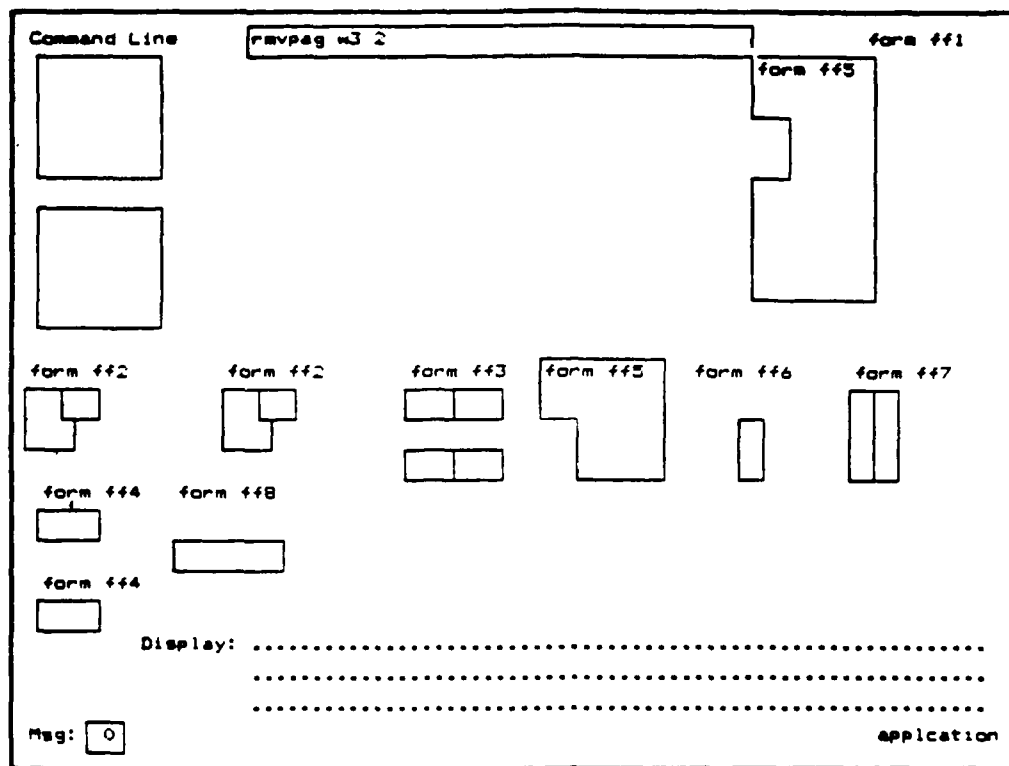 Command Line rmvpag w3 2 form ff1
form ff5
form ff2 form ff2 form ff3 form ff5 form ff6 form ff7
form ff4 form ff8
form ff4
Display: ............................................................
............................................................
............................................................
Msg: 0 applcation